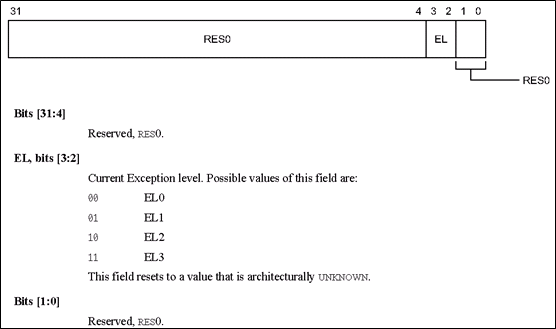 31 4 3 2 1 0
RES0 EL
RES0
Bits [31:4]
Reserved, RES0.
EL, bits [3:2]
Current Exception level. Possible values of this field are:
00 EL0
01 EL1
10 EL2
11 EL3
This field resets to a value that is architecturally UNKNOWN.
Bits [1:0]
Reserved, RES0.